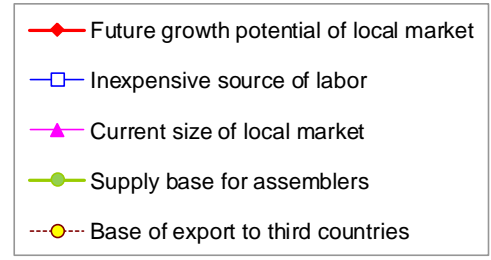 Future growth potential of local market
Inexpensive source of labor
Current size of local market
Supply base for assemblers
Base of export to third countries